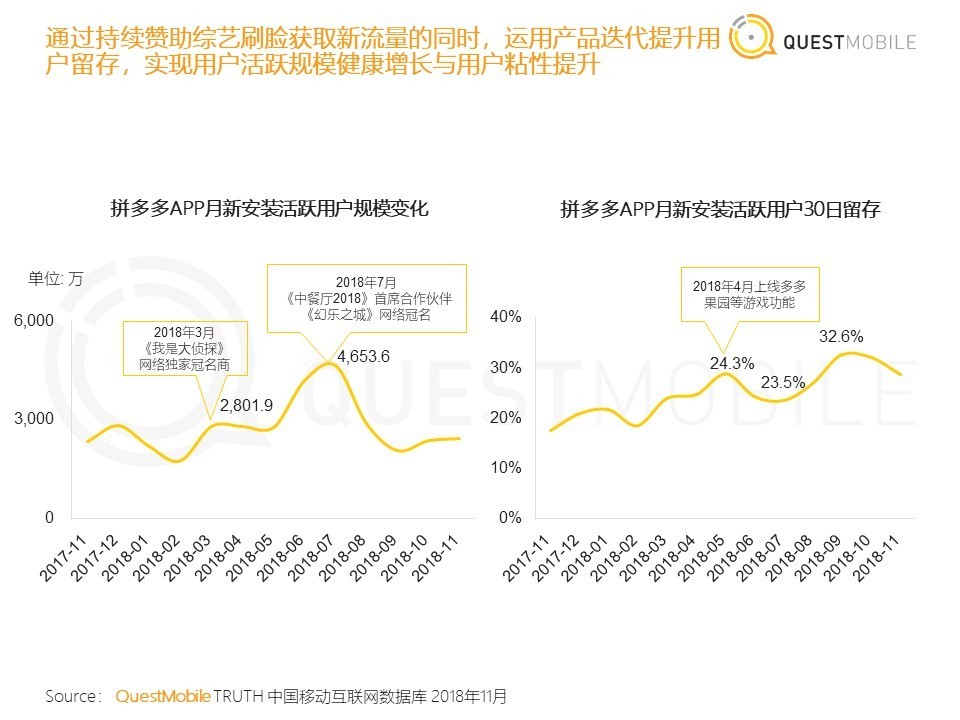 通过持续赞助综艺刷脸获取新流量的同时，运用产品迭代提升用
户留存，实现用户活跃规模健康增长与用户粘性提升
QUESTMOBILE
拼多多APP月新安装活跃用户规模变化
单位: 万
2018年3月
《我是大侦探》
网络独家冠名商
2018年7月
《中餐厅2018》首席合作伙伴
《幻乐之城》网络冠名
6,000
3,000
0
2,801.9
4,653.6
2017-11
2017-12
2018-01
2018-02
2018-03
2018-04
2018-05
2018-06
2018-07
2018-08
2018-09
2018-10
2018-11
拼多多APP月新安装活跃用户30日留存
2018年4月上线多多
果园等游戏功能
40%
30%
20%
10%
0%
24.3%
23.5%
32.6%
2017-11
2017-12
2018-01
2018-02
2018-03
2018-04
2018-05
2018-06
2018-07
2018-08
2018-09
2018-10
2018-11
QUESTMOBILE
Source： QuestMobile TRUTH 中国移动互联网数据库 2018年11月